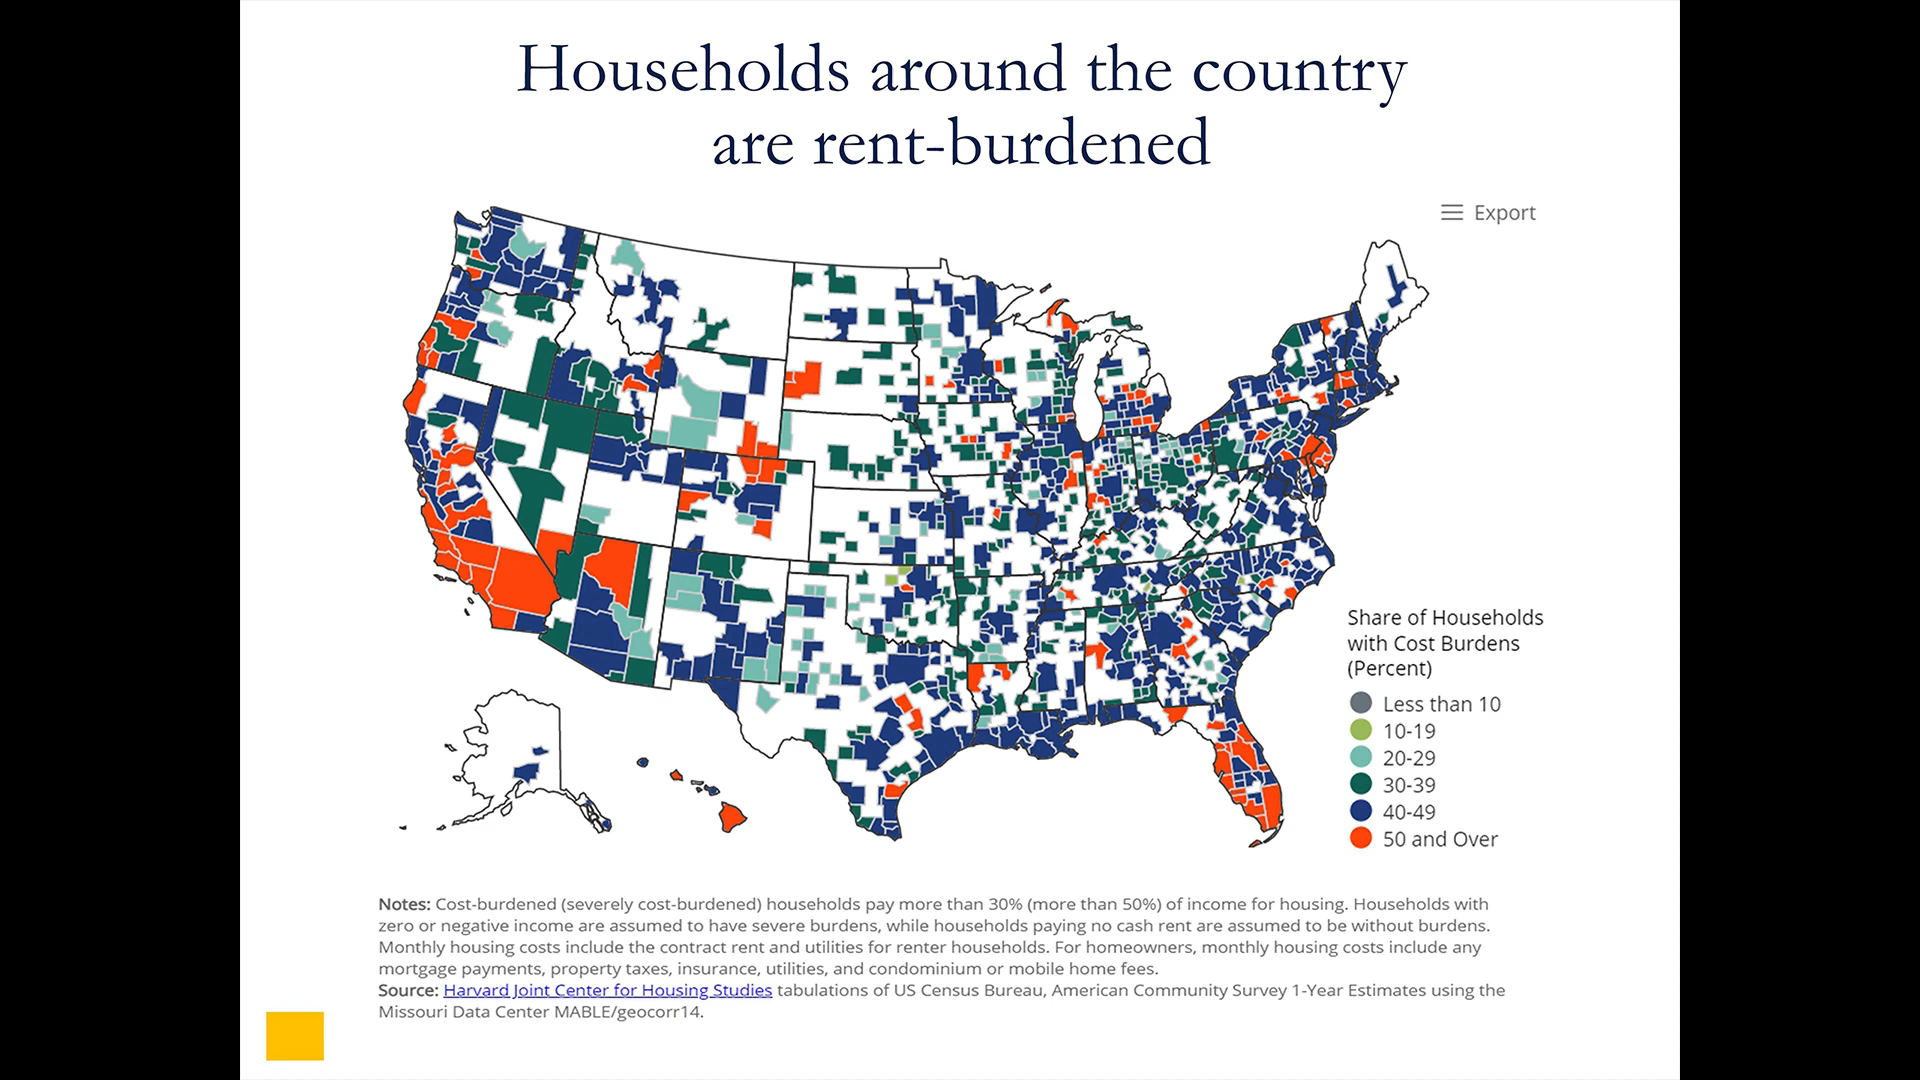 Households around the country
are rent-burdened
Export
Share of Households
with Cost Burdens
(Percent)
Less than 10
10-19
20-29
30-39
40-49
50 and Over
Notes: Cost-burdened (severely cost-burdened) households pay more than 30% (more than 50%) of income for housing. Households with
zero or negative income are assumed to have severe burdens, while households paying no cash rent are assumed to be without burdens.
Monthly housing costs include the contract rent and utilities for renter households. For homeowners, monthly housing costs include any
mortgage payments, property taxes, insurance, utilities, and condominium or mobile home fees.
Source: Harvard Joint Center for Housing Studies tabulations of US Census Bureau, American Community Survey 1-Year Estimates using the
Missouri Data Center MABLE/geocorr14.